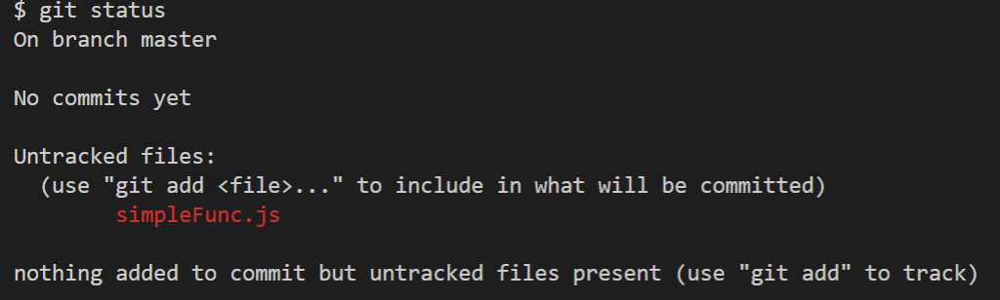 $ git status
On branch master
No commits yet
Untracked files:
(use "git add <file>..." to include in what will be committed)
simpleFunc.js
nothing added to commit but untracked files present (use "git add" to track)